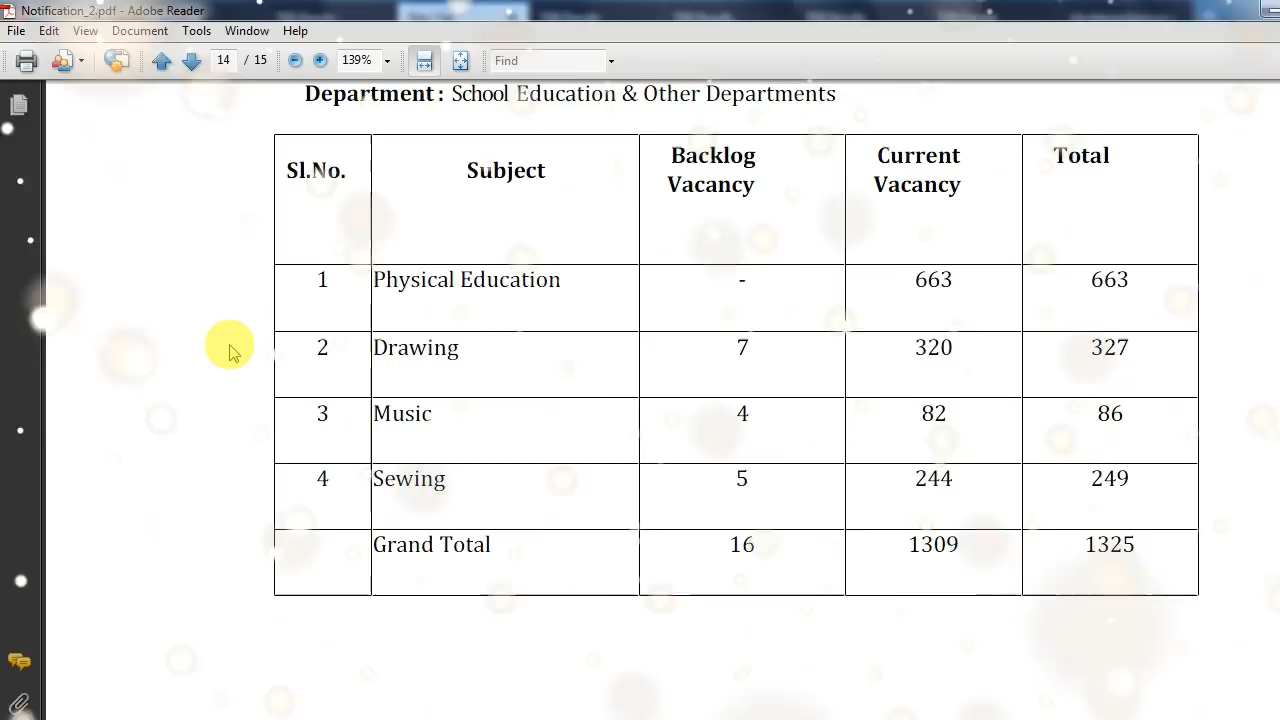 Notification_2.pdf - Adobe Reader
File Edit View Document Tools Window Help
14 / 15 139% Find
Department : School Education & Other Departments
Sl.No. Subject Backlog Vacancy Current Vacancy Total
1 Physical Education - 663 663
2 Drawing 7 320 327
3 Music 4 82 86
4 Sewing 5 244 249
Grand Total 16 1309 1325